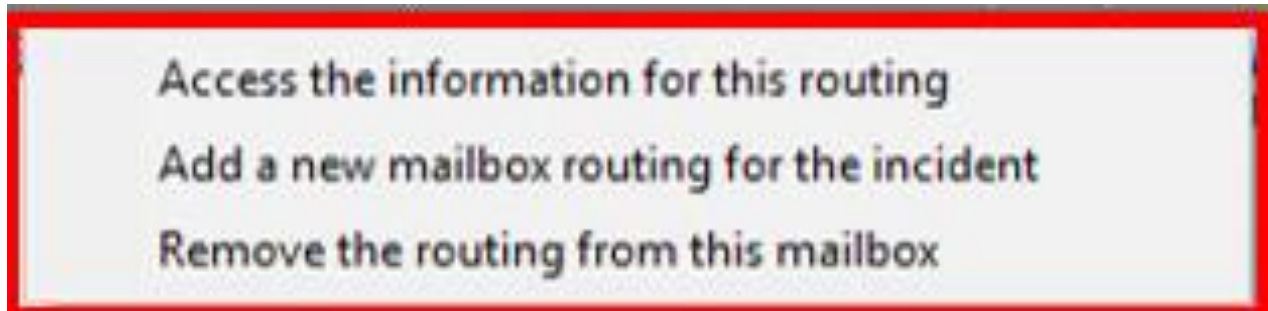 Access the information for this routing
Add a new mailbox routing for the incident
Remove the routing from this mailbox